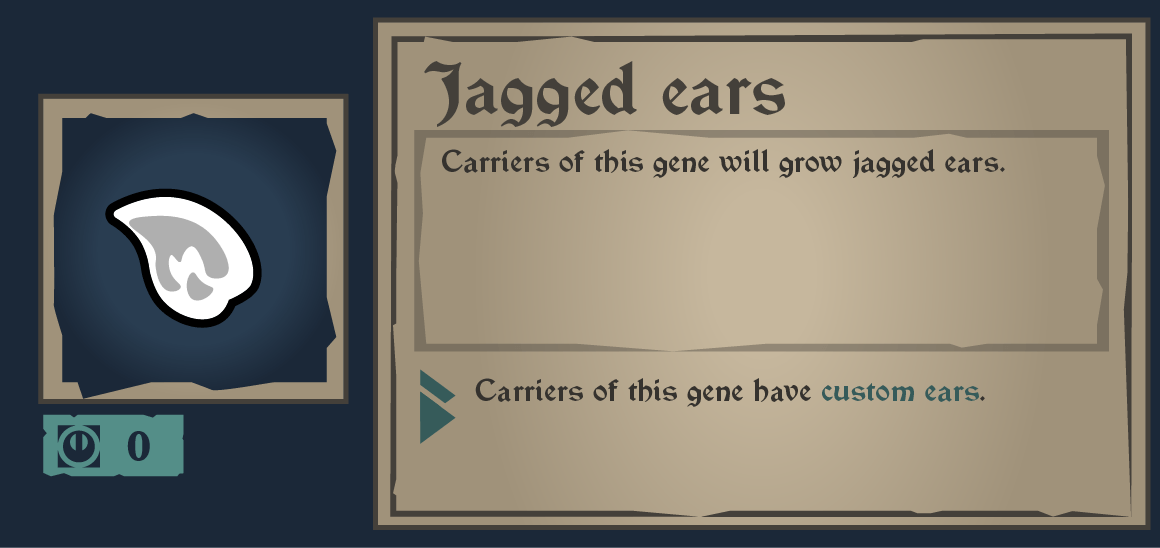 Jagged ears
Carriers of this gene will grow jagged ears.
Carriers of this gene have custom ears.
0